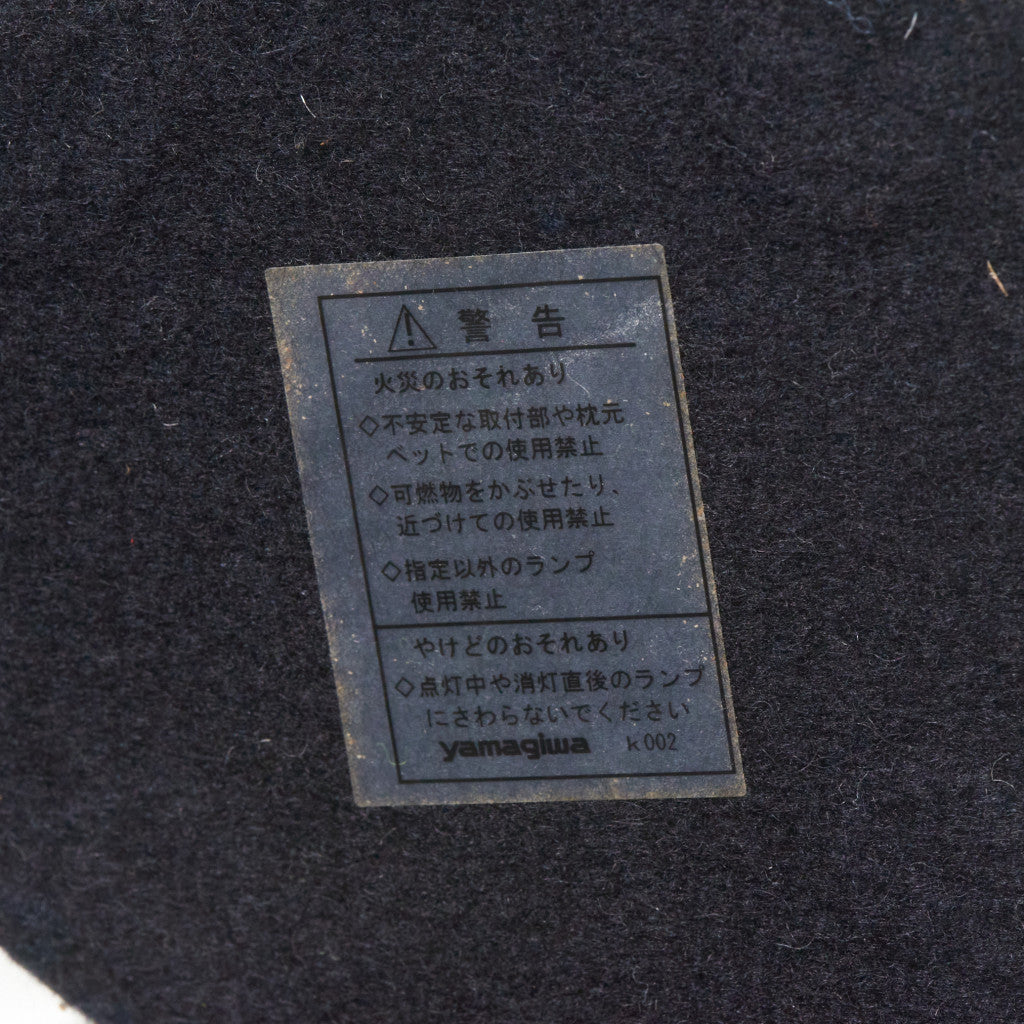 警告
火災のおそれあり
◇不安定な取付部や枕元
ベットでの使用禁止
◇可燃物をかぶせたり、
近づけての使用禁止
◇指定以外のランプ
使用禁止
やけどのおそれあり
◇点灯中や消灯直後のランプ
にさわらないでください
yamagiwa k002